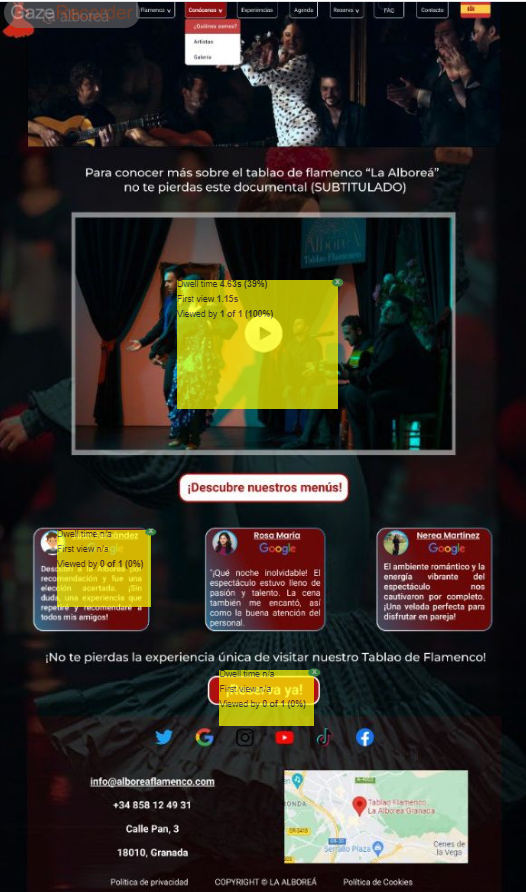 GazeRecorder
La alboreá
Flamenco
Conócenos
Experiencias
Agenda
Reserva
FAQ
Contacto
¿Quiénes somos?
Artistas
Galería
Para conocer más sobre el tablao de flamenco “La Alboreá”
no te pierdas este documental (SUBTITULADO)
AlboreÁ
Tablao Flamenco
Dwell time 4.63s (39%)
First view 1.15s
Viewed by 1 of 1 (100%)
¡Descubre nuestros menús!
Dwell time n/a
First view n/a
Viewed by 0 of 1 (0%)
recomendación y fue una
elección acertada. ¡Sin
duda, una experiencia que
repetiré y recomendaré a
todos mis amigos!
Rosa María
Google
"¡Qué noche inolvidable! El
espectáculo estuvo lleno de
pasión y talento. La cena
también me encantó, así
como la buena atención del
personal.
Nerea Martinez
Google
El ambiente romántico y la
energía vibrante del
espectáculo nos
cautivaron por completo.
¡Una velada perfecta para
disfrutar en pareja!
¡No te pierdas la experiencia única de visitar nuestro Tablao de Flamenco!
¡Reserva ya!
Dwell time n/a
First view n/a
Viewed by 0 of 1 (0%)
info@alboreaflamenco.com
+34 858 12 49 31
Calle Pan, 3
18010, Granada
Tablao Flamenco
La Alborea Granada
Serrallo Plaza
Cenes de
la Vega
Política de privacidad
COPYRIGHT © LA ALBOREÁ
Política de Cookies